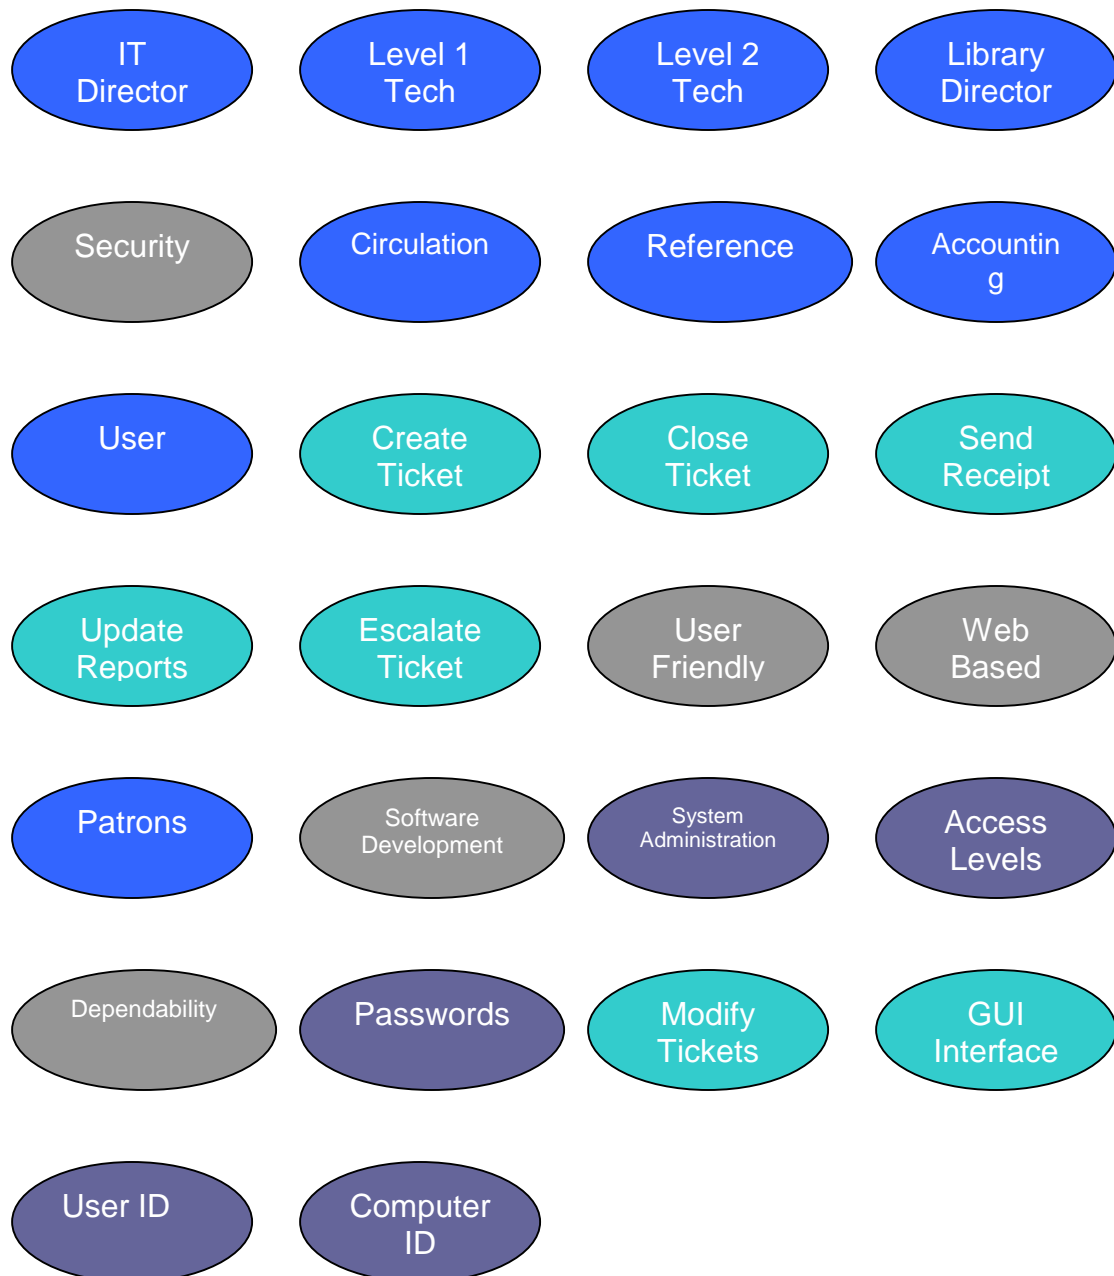 IT
Director
Level 1
Tech
Level 2
Tech
Library
Director
Security
Circulation
Reference
Accountin
g
User
Create
Ticket
Close
Ticket
Send
Receipt
Update
Reports
Escalate
Ticket
User
Friendly
Web
Based
Patrons
Software
Development
System
Administration
Access
Levels
Dependability
Passwords
Modify
Tickets
GUI
Interface
User ID
Computer
ID